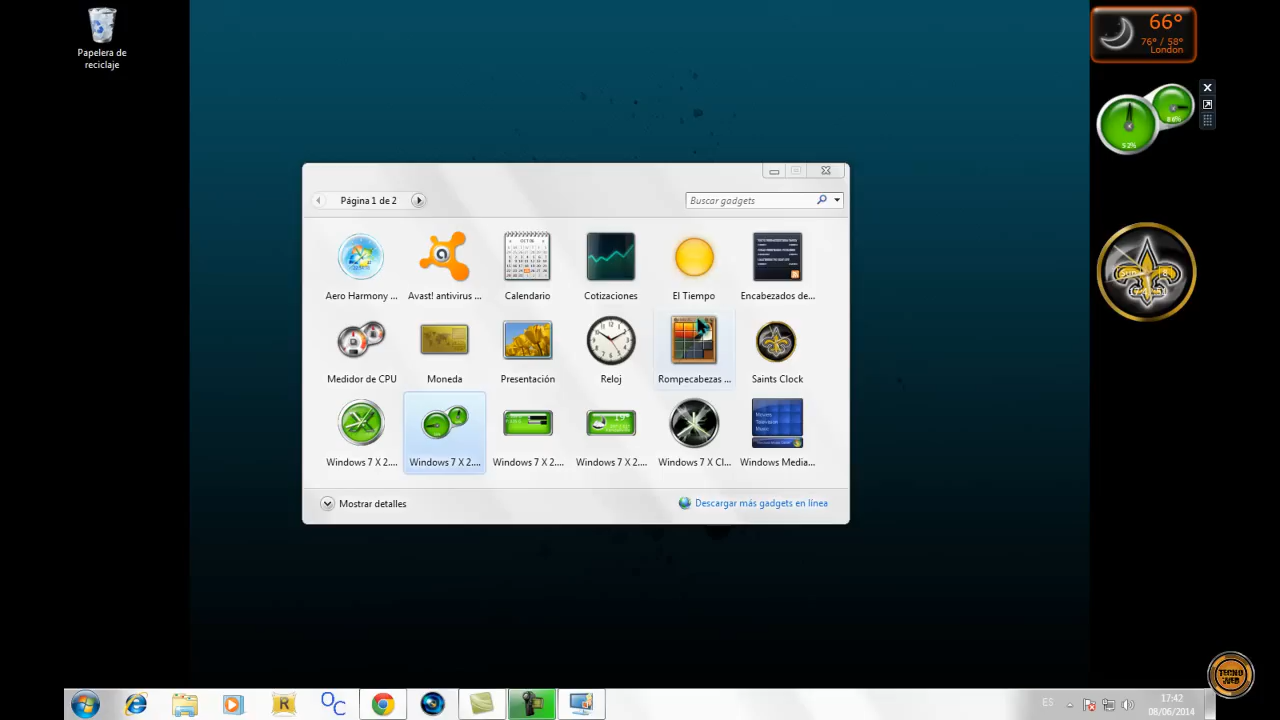 Papelera de
reciclaje
66°
76° / 58°
London
52%
Página 1 de 2
Buscar gadgets
Aero Harmony ...
Avast! antivirus ...
Calendario
Cotizaciones
El Tiempo
Encabezados de...
Medidor de CPU
Moneda
Presentación
Reloj
Rompecabezas ...
Saints Clock
Windows 7 X 2....
Windows 7 X 2....
Windows 7 X 2....
Windows 7 X 2....
Windows 7 X Cl...
Windows Media...
Mostrar detalles
Descargar más gadgets en línea
TECNO
WEB
ES
17:42
08/06/2014